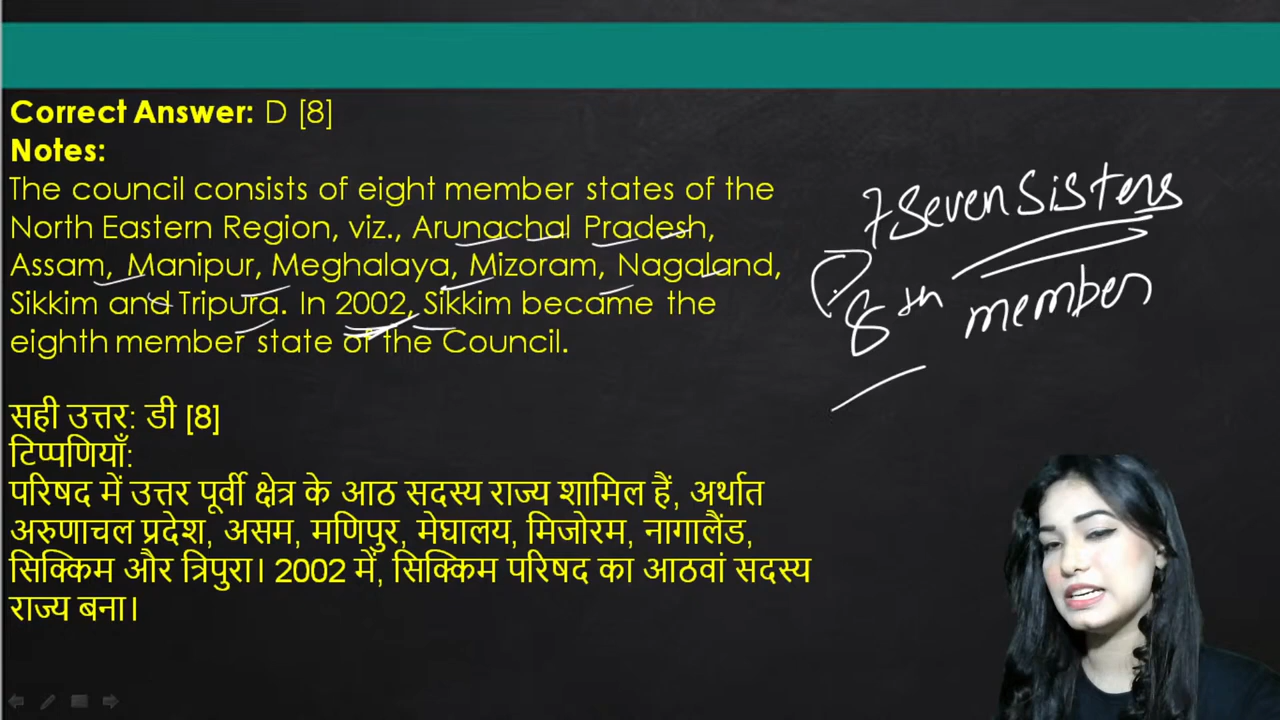 Correct Answer: D [8]
Notes:
The council consists of eight member states of the
North Eastern Region, viz., Arunachal Pradesh,
Assam, Manipur, Meghalaya, Mizoram, Nagaland,
Sikkim and Tripura. In 2002, Sikkim became the
eighth member state of the Council.
सही उत्तर: डी [8]
टिप्पणियाँ:
परिषद में उत्तर पूर्वी क्षेत्र के आठ सदस्य राज्य शामिल हैं, अर्थात
अरुणाचल प्रदेश, असम, मणिपुर, मेघालय, मिजोरम, नागालैंड,
सिक्किम और त्रिपुरा। 2002 में, सिक्किम परिषद का आठवां सदस्य
राज्य बना।
7 Seven Sisters
8th member